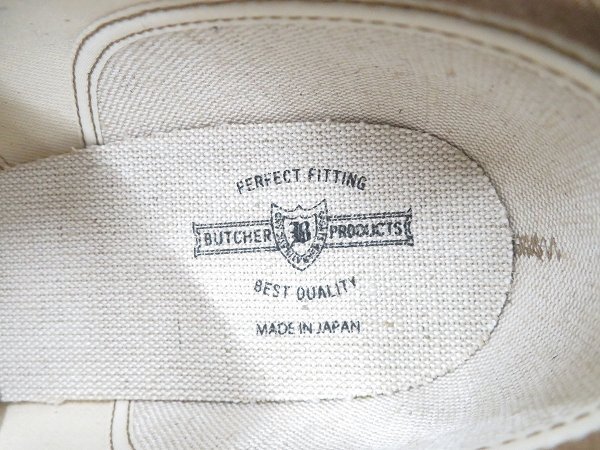 PERFECT FITTING
BUTCHER B PRODUCTS
BEST QUALITY
MADE IN JAPAN